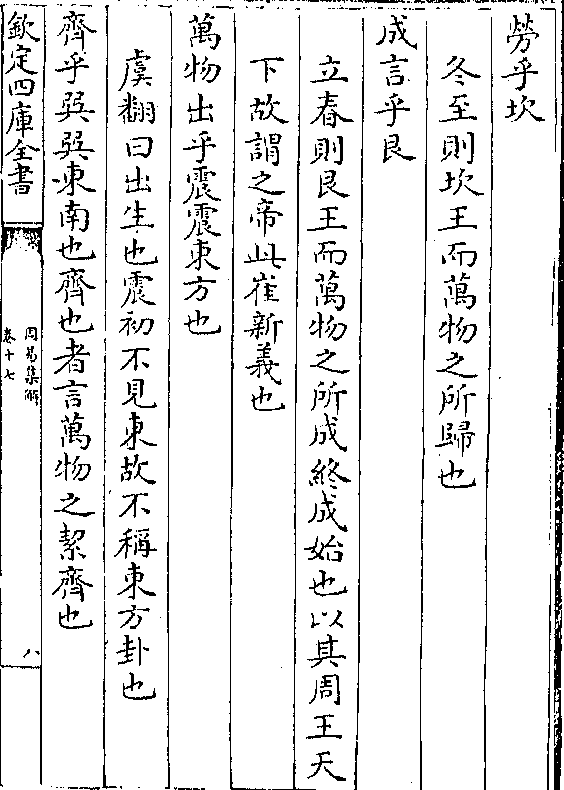 勞乎坎
冬至則坎王而萬物之所歸也
成言乎艮
立春則艮王而萬物之所成終成始也以其周王天
下故謂之帝此崔新義也
萬物出乎震震東方也
虞翻曰出生也震初不見東故不稱東方卦也
齊乎巽巽東南也齊也者言萬物之絜齊也
欽定四庫全書
周易集解
卷十七
八